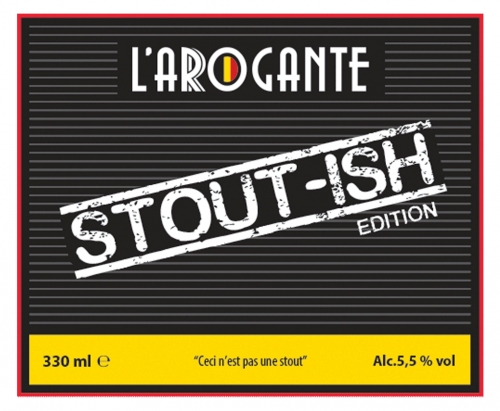 L'AROGANTE
STOUT-ISH
EDITION
330 ml ℮
"Ceci n'est pas une stout"
Alc.5,5 % vol